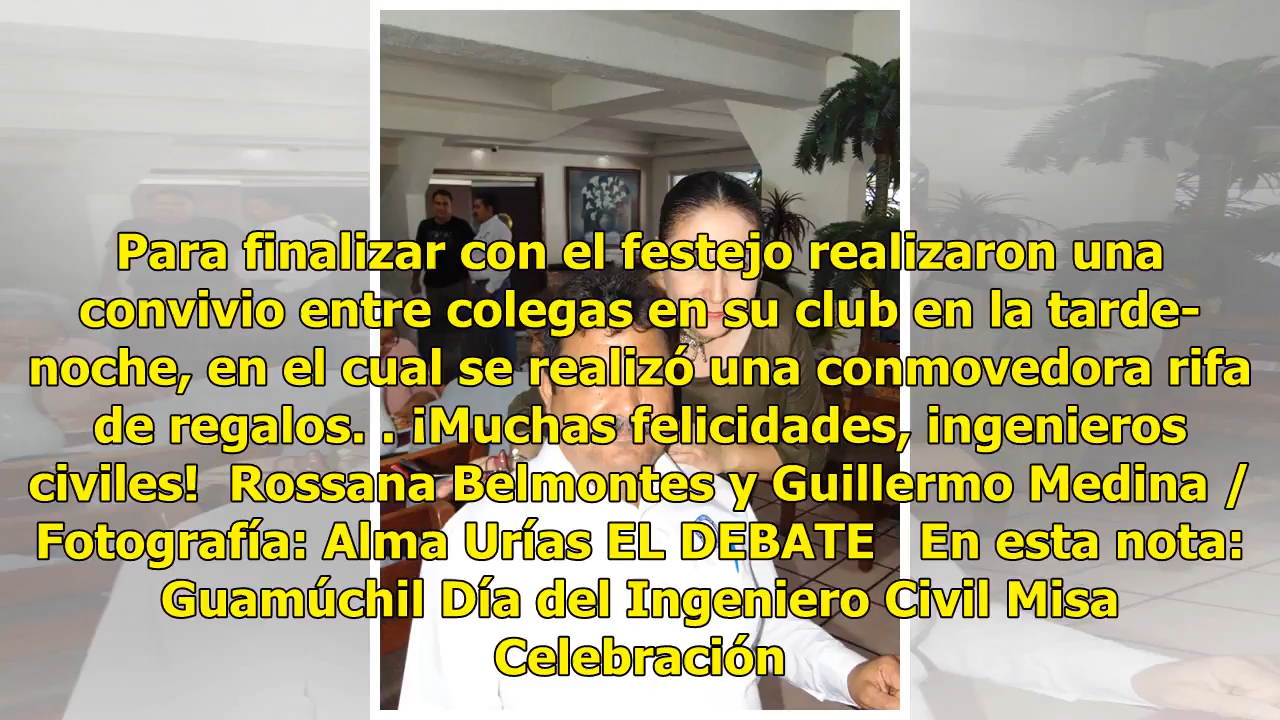 Para finalizar con el festejo realizaron una
convivio entre colegas en su club en la tarde-
noche, en el cual se realizó una conmovedora rifa
de regalos. . ¡Muchas felicidades, ingenieros
civiles!  Rossana Belmontes y Guillermo Medina /
Fotografía: Alma Urías EL DEBATE   En esta nota:
Guamúchil Día del Ingeniero Civil Misa
Celebración